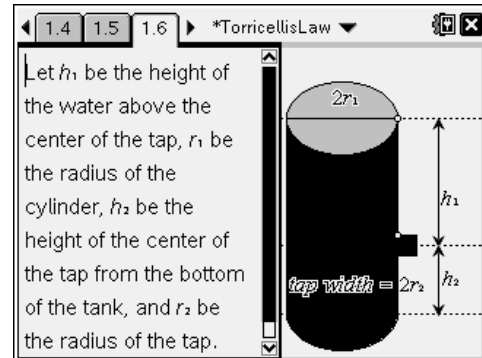 1.4 1.5 1.6 *TorricellisLaw
Let h₁ be the height of
the water above the
center of the tap, r₁ be
the radius of the
cylinder, h₂ be the
height of the center of
the tap from the bottom
of the tank, and r₂ be
the radius of the tap.
2r₁
h₁
tap width = 2r₂
h₂